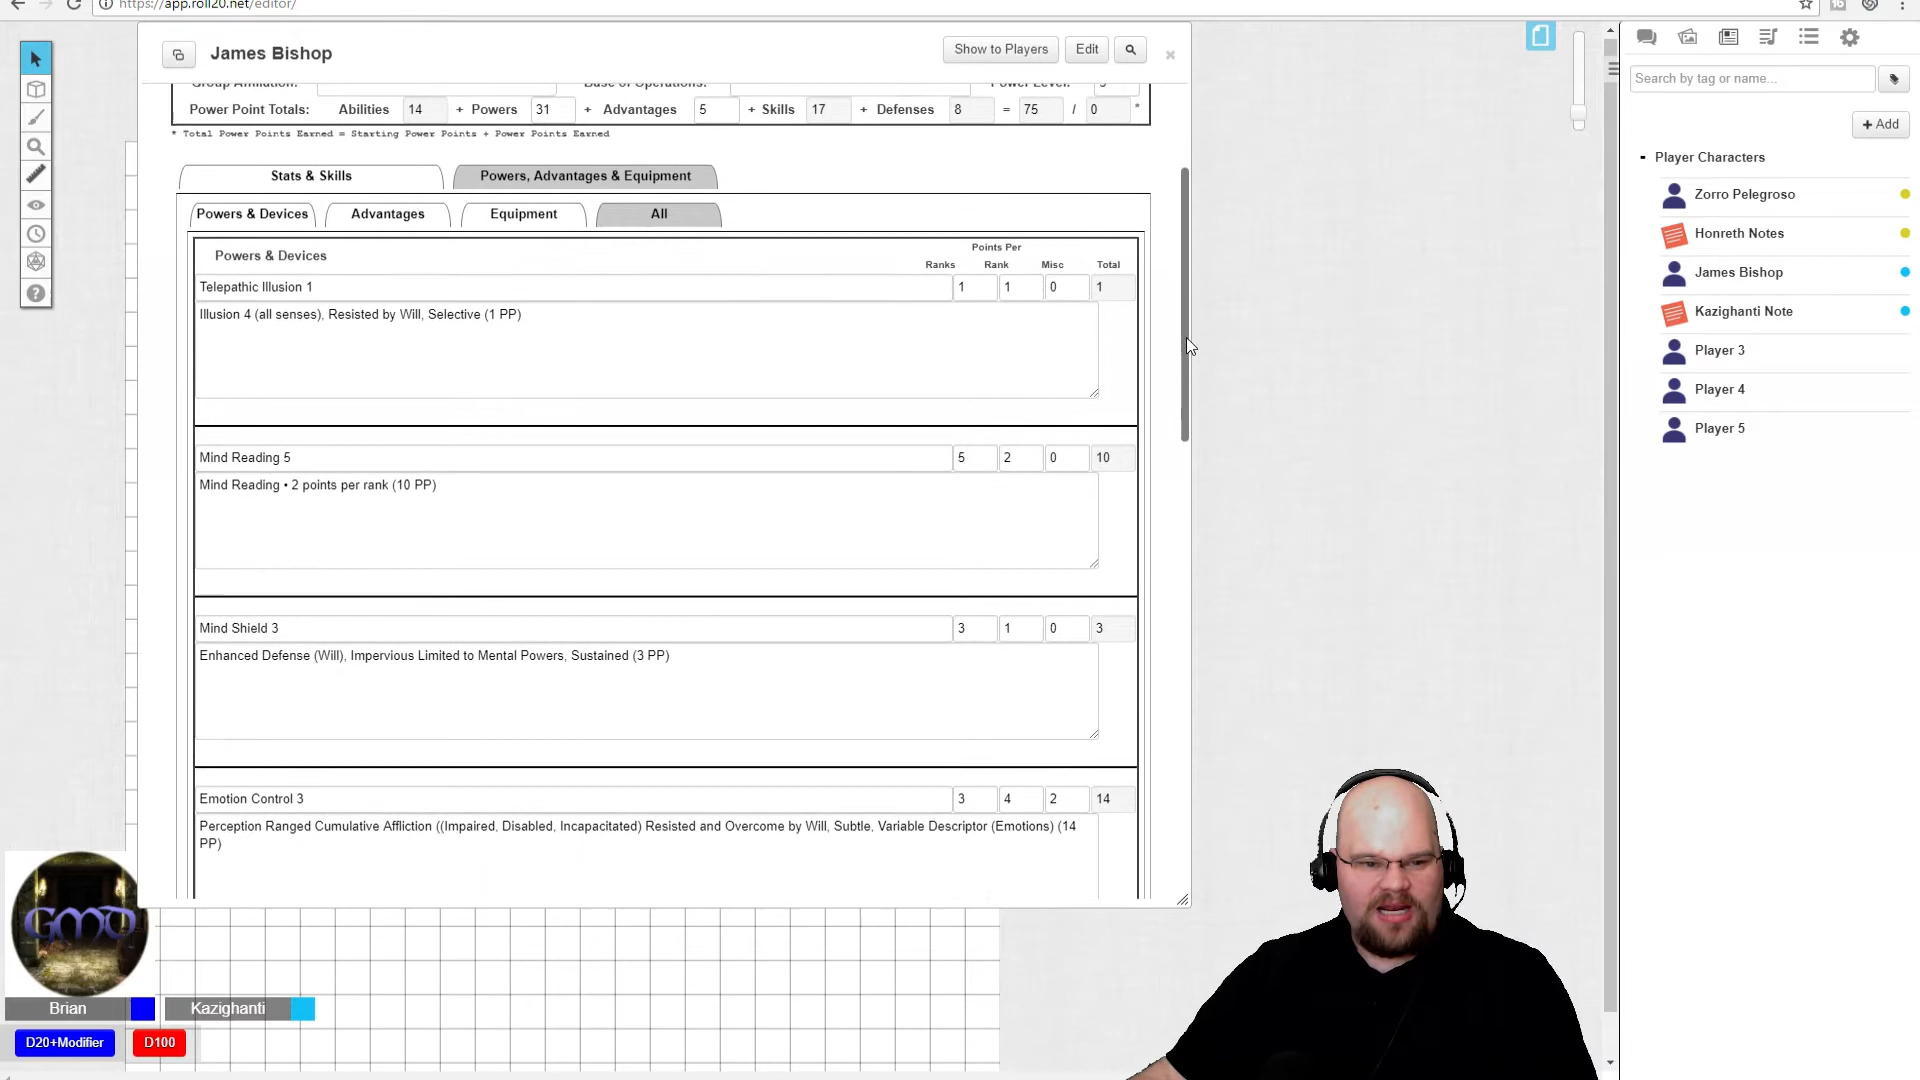 https://app.roll20.net/editor/
James Bishop
Show to Players
Edit
Group Affiliation:
Base of Operations:
Power Level:
Power Point Totals: Abilities 14 + Powers 31 + Advantages 5 + Skills 17 + Defenses 8 = 75 / 0 *
* Total Power Points Earned = Starting Power Points + Power Points Earned
Stats & Skills
Powers, Advantages & Equipment
Powers & Devices
Advantages
Equipment
All
Powers & Devices
Ranks
Points Per
Rank
Misc
Total
Telepathic Illusion 1
1 1 0 1
Illusion 4 (all senses), Resisted by Will, Selective (1 PP)
Mind Reading 5
5 2 0 10
Mind Reading • 2 points per rank (10 PP)
Mind Shield 3
3 1 0 3
Enhanced Defense (Will), Impervious Limited to Mental Powers, Sustained (3 PP)
Emotion Control 3
3 4 2 14
Perception Ranged Cumulative Affliction ((Impaired, Disabled, Incapacitated) Resisted and Overcome by Will, Subtle, Variable Descriptor (Emotions) (14
PP)
GMD
Brian
Kazighanti
D20+Modifier
D100
Search by tag or name...
+ Add
Player Characters
Zorro Pelegroso
Honreth Notes
James Bishop
Kazighanti Note
Player 3
Player 4
Player 5